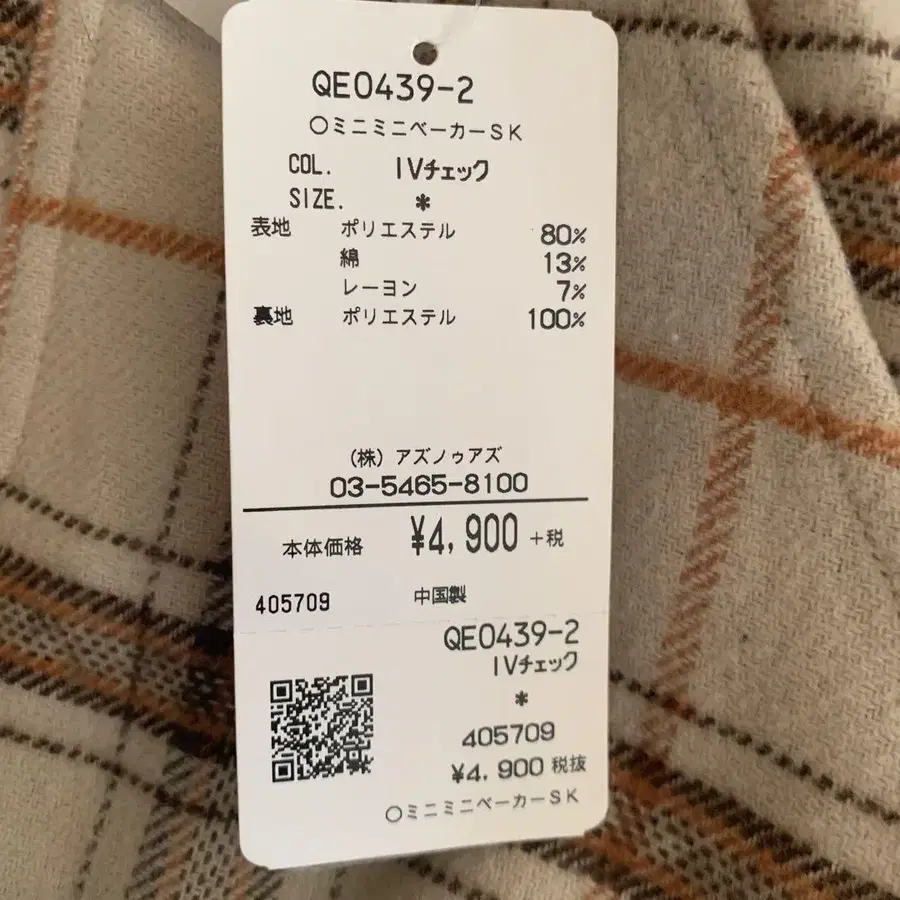 QE0439-2
○ミニミニベーカーSK
COL. IVチェック
SIZE. *
表地 ポリエステル 80%
綿 13%
レーヨン 7%
裏地 ポリエステル 100%
(株) アズノゥアズ
03-5465-8100
本体価格 ¥4,900 +税
405709 中国製
QE0439-2
IVチェック
*
405709
¥4,900 税抜
○ミニミニベーカーSK